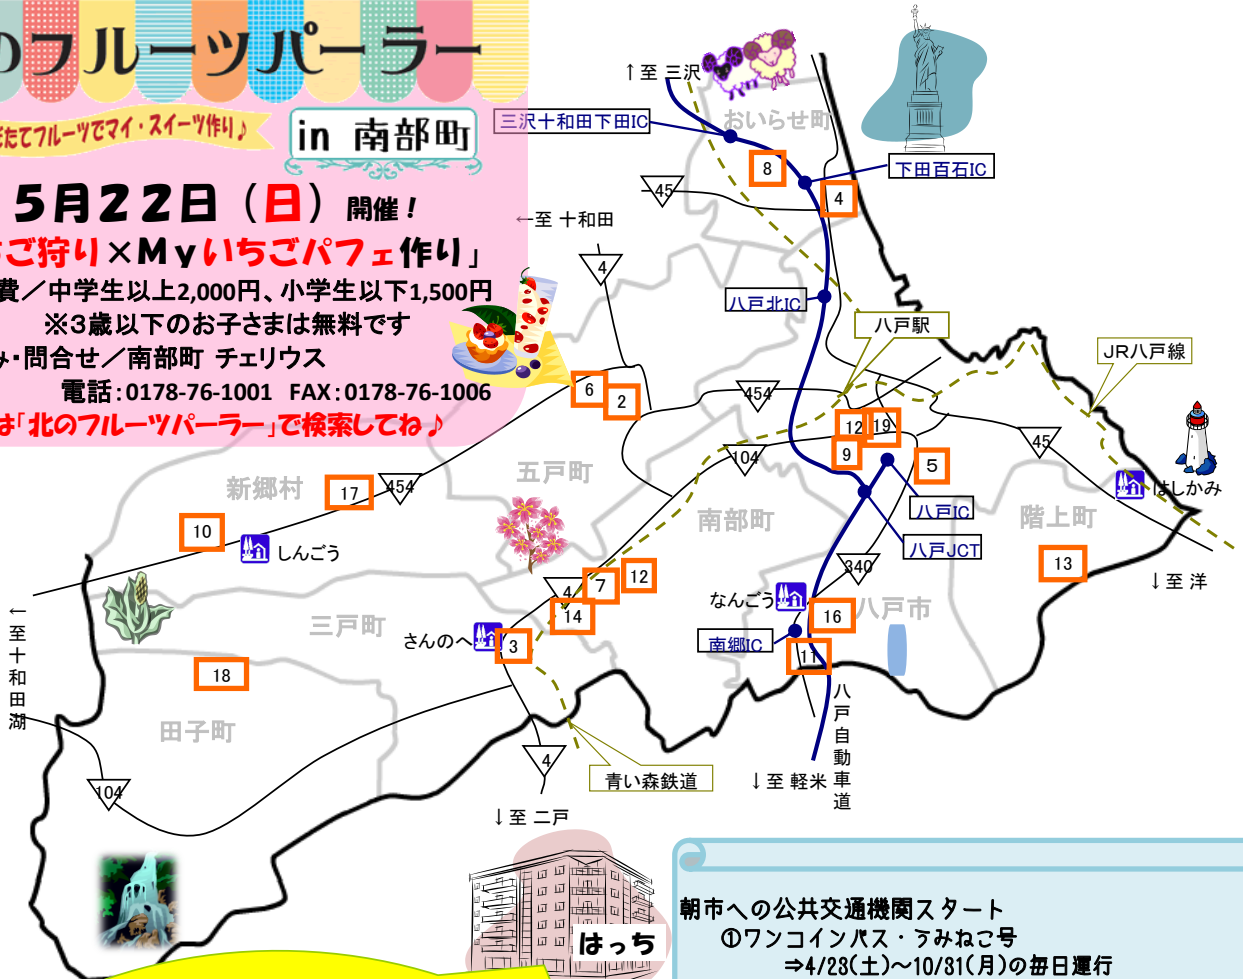 のフルーツパーラー
だてフルーツでマイ・スイーツ作り♪
in 南部町
5月22日（日）開催！
ご狩り×Myいちごパフェ作り」
費／中学生以上2,000円、小学生以下1,500円
※３歳以下のお子さまは無料です
み・問合せ／南部町 チェリウス
電話：0178-76-1001 FAX：0178-76-1006
は「北のフルーツパーラー」で検索してね♪
↑至 三沢
三沢十和田下田IC
おいらせ町
8
下田百石IC
45
4
←至 十和田
4
八戸北IC
八戸駅
JR八戸線
6
2
454
12
19
45
9
5
104
五戸町
新郷村
17
454
はしかみ
南部町
八戸IC
階上町
10
しんごう
八戸JCT
340
13
↓至 洋
12
7
4
なんごう
14
16
八戸市
←至十和田湖
三戸町
さんのへ
3
南郷IC
11
18
田子町
八戸自動車道
4
青い森鉄道
↓至 軽米
104
↓至 二戸
はっち
朝市への公共交通機関スタート
①ワンコインバス・うみねこ号
⇒4/23(土)～10/31(月)の毎日運行